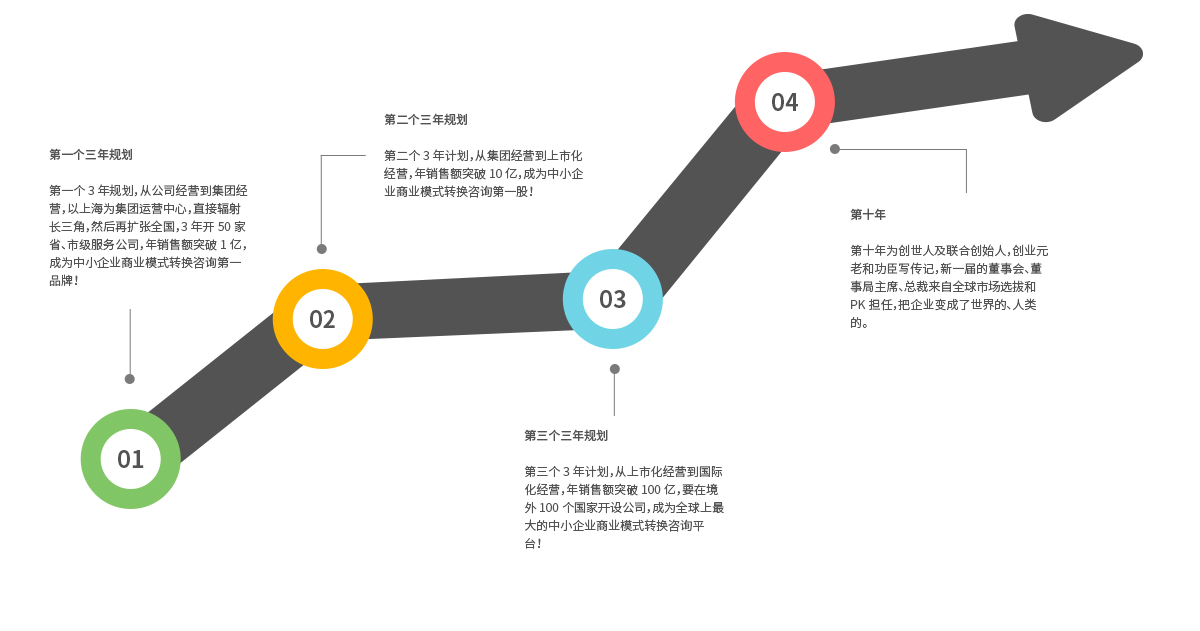 第一个三年规划
第一个 3 年规划，从公司经营到集团经
营，以上海为集团运营中心，直接辐射
长三角，然后再扩张全国，3 年开 50 家
省、市级服务公司，年销售额突破 1 亿，
成为中小企业商业模式转换咨询第一
品牌！
01
第二个三年规划
第二个 3 年计划，从集团经营到上市化
经营，年销售额突破 10 亿，成为中小企
业商业模式转换咨询第一股！
02
第三个三年规划
第三个 3 年计划，从上市化经营到国际
化经营，年销售额突破 100 亿，要在境
外 100 个国家开设公司，成为全球上最
大的中小企业商业模式转换咨询平
台！
03
04
第十年
第十年为创世人及联合创始人，创业元
老和功臣写传记，新一届的董事会、董
事局主席、总裁来自全球市场选拔和
PK 担任，把企业变成了世界的、人类
的。